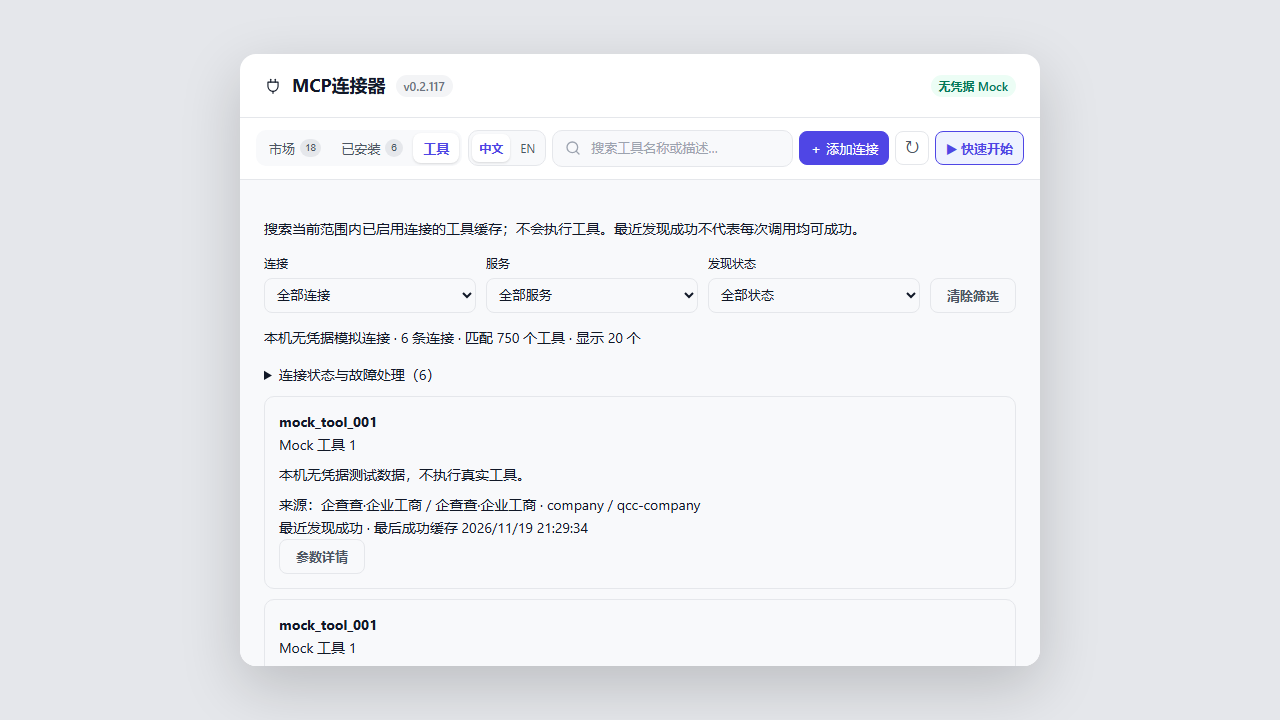 MCP连接器 v0.2.117 无凭据 Mock
市场 18 已安装 6 工具 中文 EN 搜索工具名称或描述... + 添加连接 ↻ ▶ 快速开始
搜索当前范围内已启用连接的工具缓存；不会执行工具。最近发现成功不代表每次调用均可成功。
连接 服务 发现状态
全部连接 全部服务 全部状态 清除筛选
本机无凭据模拟连接 · 6 条连接 · 匹配 750 个工具 · 显示 20 个
▶ 连接状态与故障处理（6）
mock_tool_001
Mock 工具 1
本机无凭据测试数据，不执行真实工具。
来源：企查查·企业工商 / 企查查·企业工商 · company / qcc-company
最近发现成功 · 最后成功缓存 2026/11/19 21:29:34
参数详情
mock_tool_001
Mock 工具 1